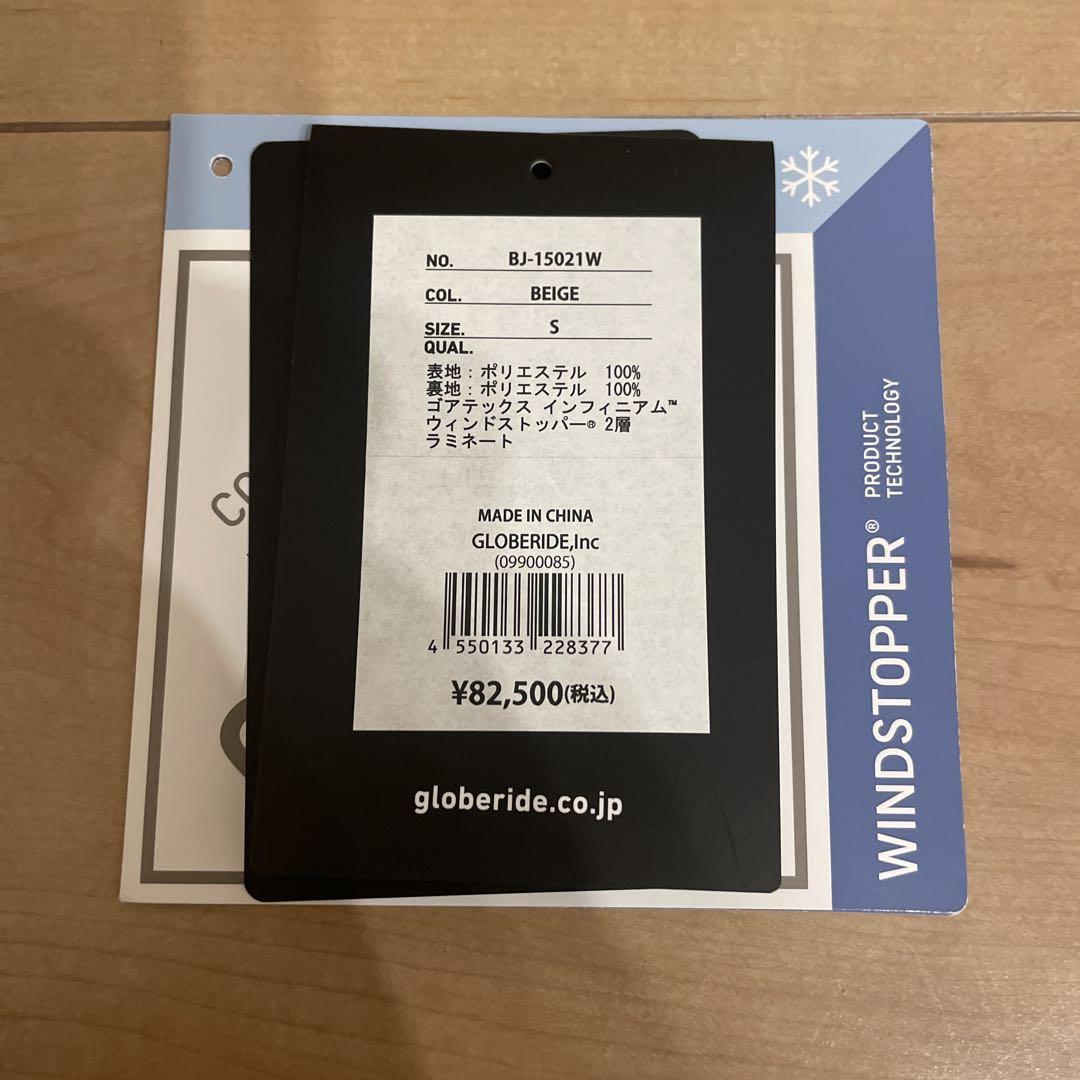 NO. BJ-15021W
COL. BEIGE
SIZE. S
QUAL.
表地：ポリエステル 100%
裏地：ポリエステル 100%
ゴアテックス インフィニアム™
ウィンドストッパー® 2層
ラミネート
MADE IN CHINA
GLOBERIDE,Inc
(09900085)
4 550133 228377
¥82,500(税込)
globeride.co.jp
WINDSTOPPER® PRODUCT
TECHNOLOGY